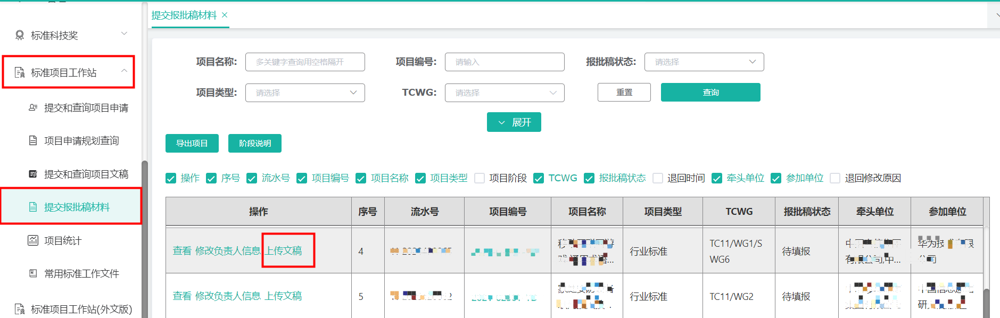 提交报批稿材料 ×
标准科技奖
标准项目工作站
提交和查询项目申请
项目申请规划查询
提交和查询项目文稿
提交报批稿材料
项目统计
常用标准工作文件
标准项目工作站(外文版)
项目名称: 多关键字查询用空格隔开 项目编号: 请输入 报批稿状态: 请选择
项目类型: 请选择 TCWG: 请选择 重置 查询
展开
导出项目 阶段说明
操作 序号 流水号 项目编号 项目名称 项目类型 项目阶段 TCWG 报批稿状态 退回时间 牵头单位 参加单位 退回修改原因
操作 序号 流水号 项目编号 项目名称 项目类型 TCWG 报批稿状态 牵头单位 参加单位
查看 修改负责人信息 上传文稿 4 行业标准 TC11/WG1/S
WG6 待填报
查看 修改负责人信息 上传文稿 5 行业标准 TC11/WG2 待填报